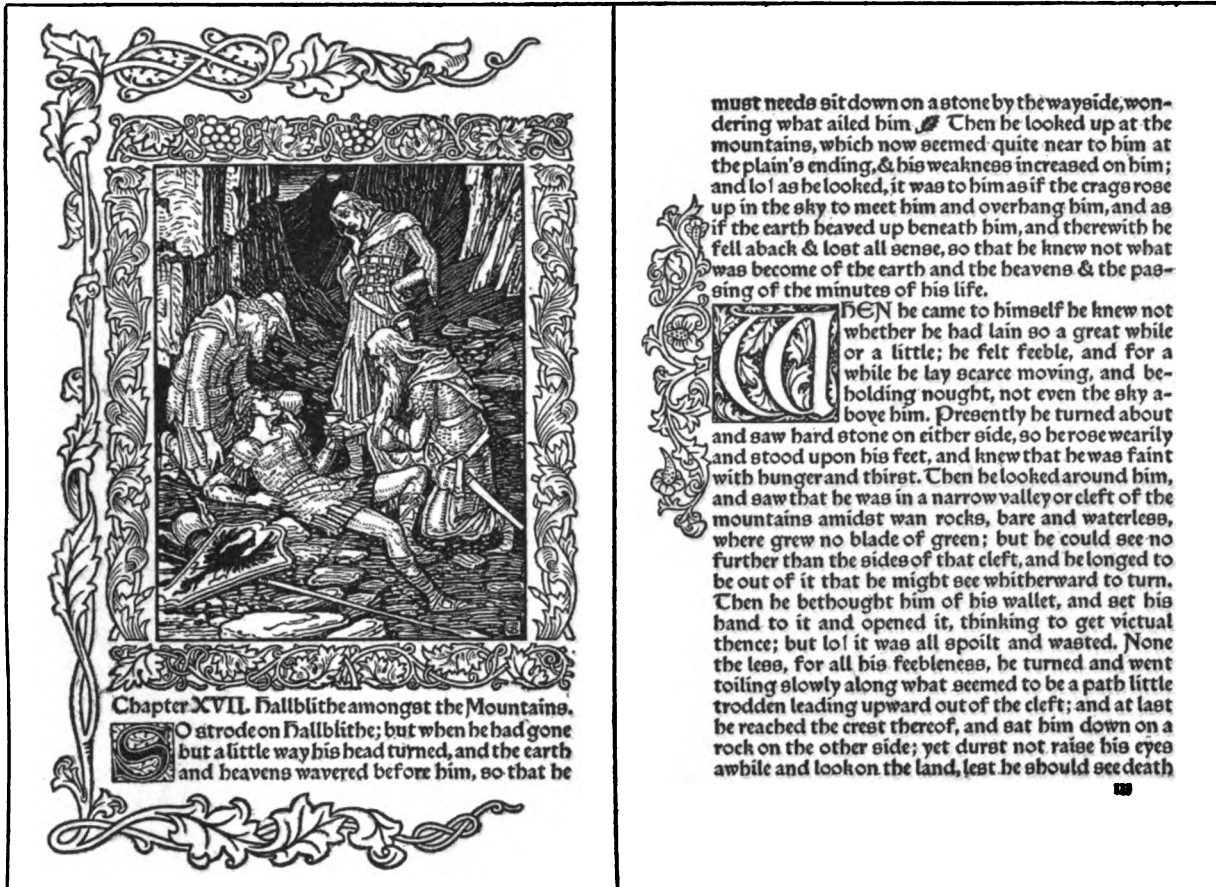 Chapter XVII. Hallblithe amongst the Mountains.
SO strode on Hallblithe; but when he had gone
but a little way his head turned, and the earth
and heavens wavered before him, so that he
must needs sit down on a stone by the wayside, won-
dering what ailed him. Then he looked up at the
mountains, which now seemed quite near to him at
the plain's ending, & his weakness increased on him;
and lo! as he looked, it was to him as if the crags rose
up in the sky to meet him and overhang him, and as
if the earth heaved up beneath him, and therewith he
fell aback & lost all sense, so that he knew not what
was become of the earth and the heavens & the pas-
sing of the minutes of his life.
WHEN he came to himself he knew not
whether he had lain so a great while
or a little; he felt feeble, and for a
while he lay scarce moving, and be-
holding nought, not even the sky a-
bove him. Presently he turned about
and saw hard stone on either side, so he rose wearily
and stood upon his feet, and knew that he was faint
with hunger and thirst. Then he looked around him,
and saw that he was in a narrow valley or cleft of the
mountains amidst wan rocks, bare and waterless,
where grew no blade of green; but he could see no
further than the sides of that cleft, and he longed to
be out of it that he might see whitherward to turn.
Then he bethought him of his wallet, and set his
hand to it and opened it, thinking to get victual
thence; but lo! it was all spoilt and wasted. None
the less, for all his feebleness, he turned and went
toiling slowly along what seemed to be a path little
trodden leading upward out of the cleft; and at last
he reached the crest thereof, and sat him down on a
rock on the other side; yet durst not raise his eyes
awhile and look on the land, lest he should see death